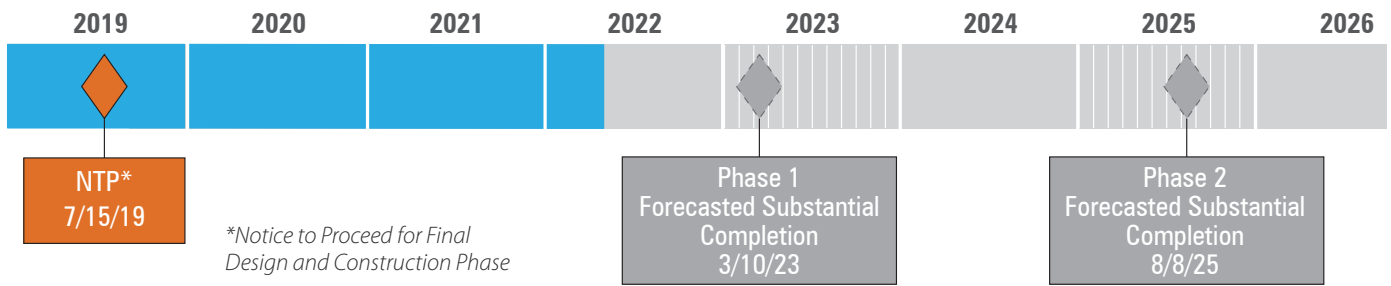 2019 2020 2021 2022 2023 2024 2025 2026
NTP*
7/15/19
*Notice to Proceed for Final
Design and Construction Phase
Phase 1
Forecasted Substantial
Completion
3/10/23
Phase 2
Forecasted Substantial
Completion
8/8/25